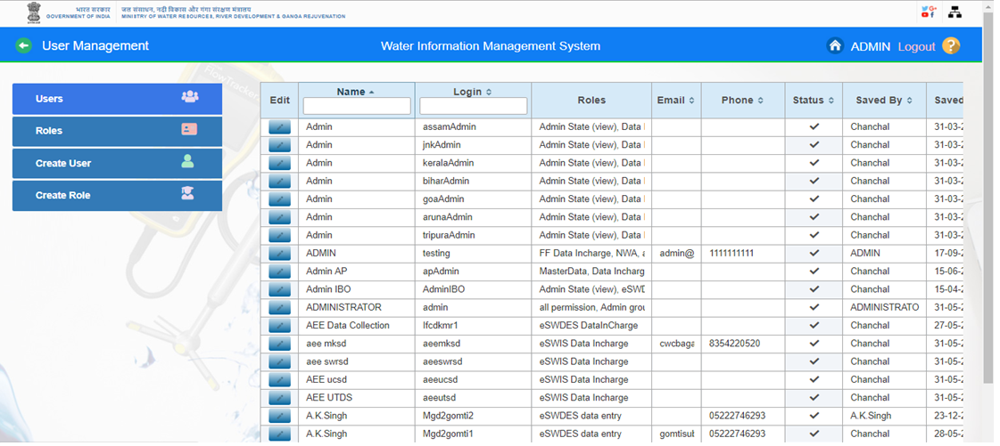 भारत सरकार
GOVERNMENT OF INDIA
जल संसाधन, नदी विकास और गंगा संरक्षण मंत्रालय
MINISTRY OF WATER RESOURCES, RIVER DEVELOPMENT & GANGA REJUVENATION
User Management Water Information Management System ADMIN Logout ?
Users
Roles
Create User
Create Role
Edit Name Login Roles Email Phone Status Saved By Saved
Admin assamAdmin Admin State (view), Data Chanchal 31-03-2
Admin jnkAdmin Admin State (view), Data Chanchal 31-03-2
Admin keralaAdmin Admin State (view), Data Chanchal 31-03-2
Admin biharAdmin Admin State (view), Data Chanchal 31-03-2
Admin goaAdmin Admin State (view), Data Chanchal 31-03-2
Admin arunaAdmin Admin State (view), Data Chanchal 31-03-2
Admin tripuraAdmin Admin State (view), Data Chanchal 31-03-2
ADMIN testing FF Data Incharge, NWA, admin@ 1111111111 ADMIN 17-09-2
Admin AP apAdmin MasterData, Data Incharg Chanchal 15-06-2
Admin IBO AdminIBO Admin State (view), eSWD Chanchal 15-04-2
ADMINISTRATOR admin all permission, Admin grou ADMINISTRATO 31-05-2
AEE Data Collection lfcdkmr1 eSWDES DataInCharge Chanchal 27-05-2
aee mksd aeemksd eSWIS Data Incharge cwcbaga 8354220520 Chanchal 31-05-2
aee swrsd aeeswrsd eSWIS Data Incharge Chanchal 31-05-2
AEE ucsd aeeucsd eSWIS Data Incharge Chanchal 31-05-2
AEE UTDS aeeutsd eSWIS Data Incharge Chanchal 31-05-2
A.K.Singh Mgd2gomti2 eSWDES data entry 05222746293 A.K.Singh 23-12-2
A.K.Singh Mgd2gomti1 eSWDES data entry gomtisub 05222746293 Chanchal 28-05-2